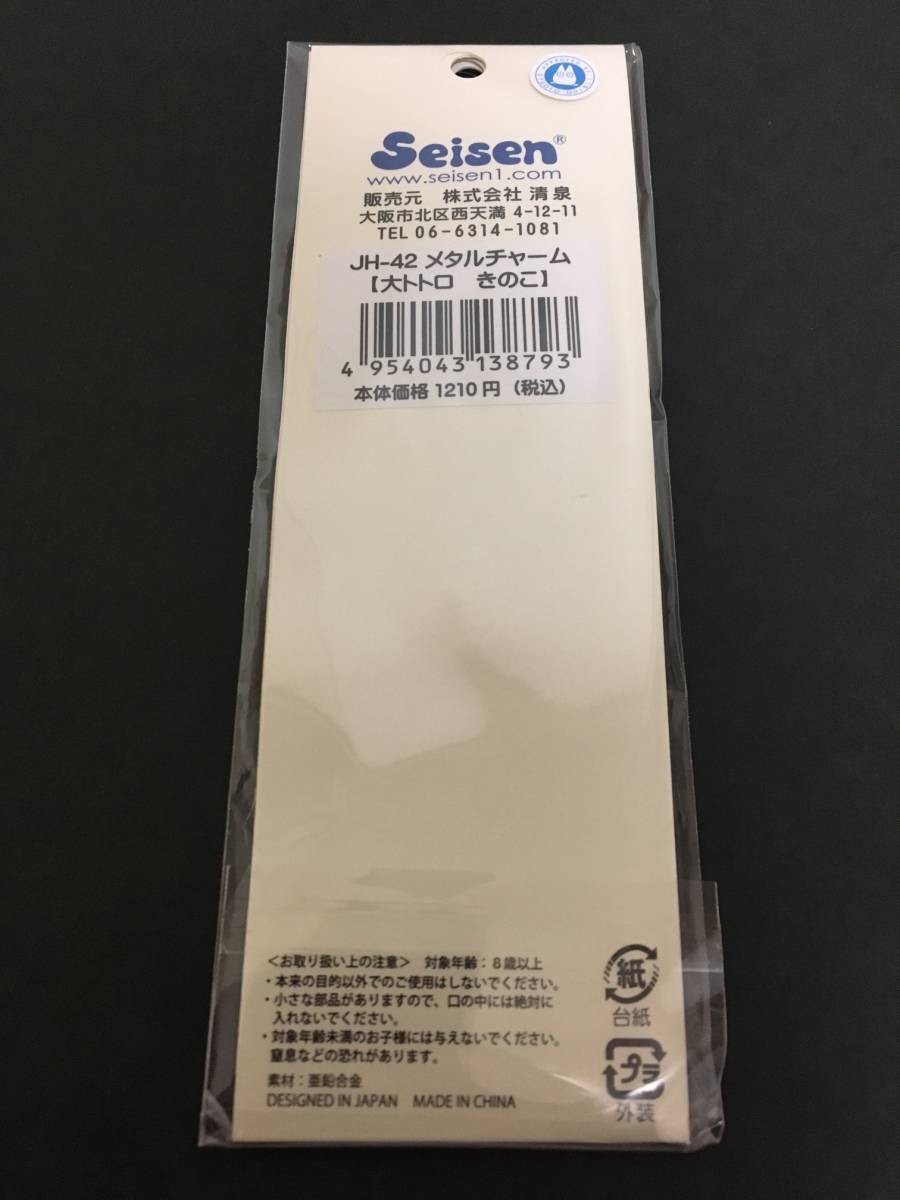 Seisen®
www.seisen1.com
販売元　株式会社 清泉
大阪市北区西天満 4-12-11
TEL 06-6314-1081
JH-42 メタルチャーム
【大トトロ　きのこ】
4 954043 138793
本体価格 1210 円 （税込）
＜お取り扱い上の注意＞　対象年齢：8 歳以上
・本来の目的以外でのご使用はしないでください。
・小さな部品がありますので、口の中には絶対に
入れないでください。
・対象年齢未満のお子様には与えないでください。
窒息などの恐れがあります。
素材：亜鉛合金
DESIGNED IN JAPAN　MADE IN CHINA
紙
台紙
プラ
外装